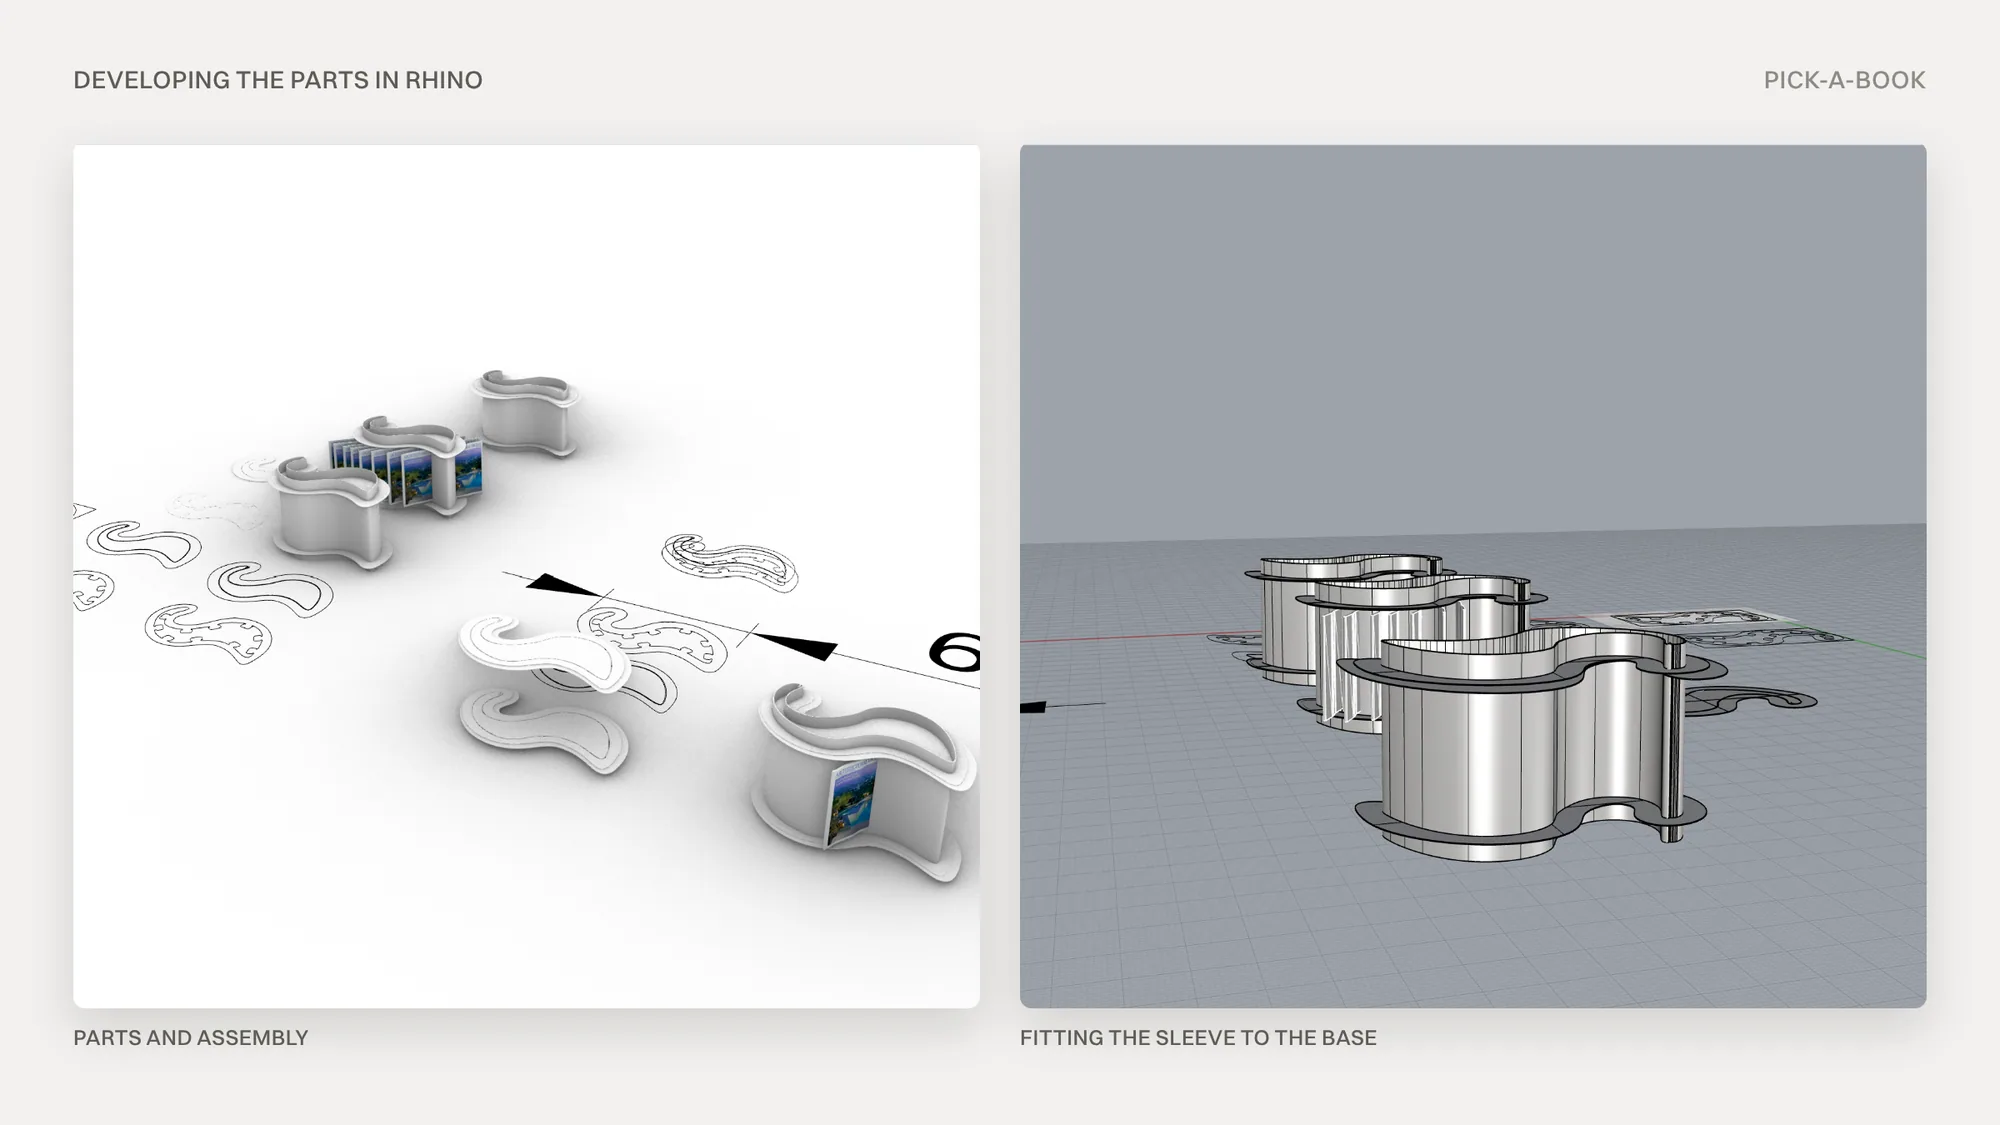 DEVELOPING THE PARTS IN RHINO
PICK-A-BOOK
6
PARTS AND ASSEMBLY
FITTING THE SLEEVE TO THE BASE